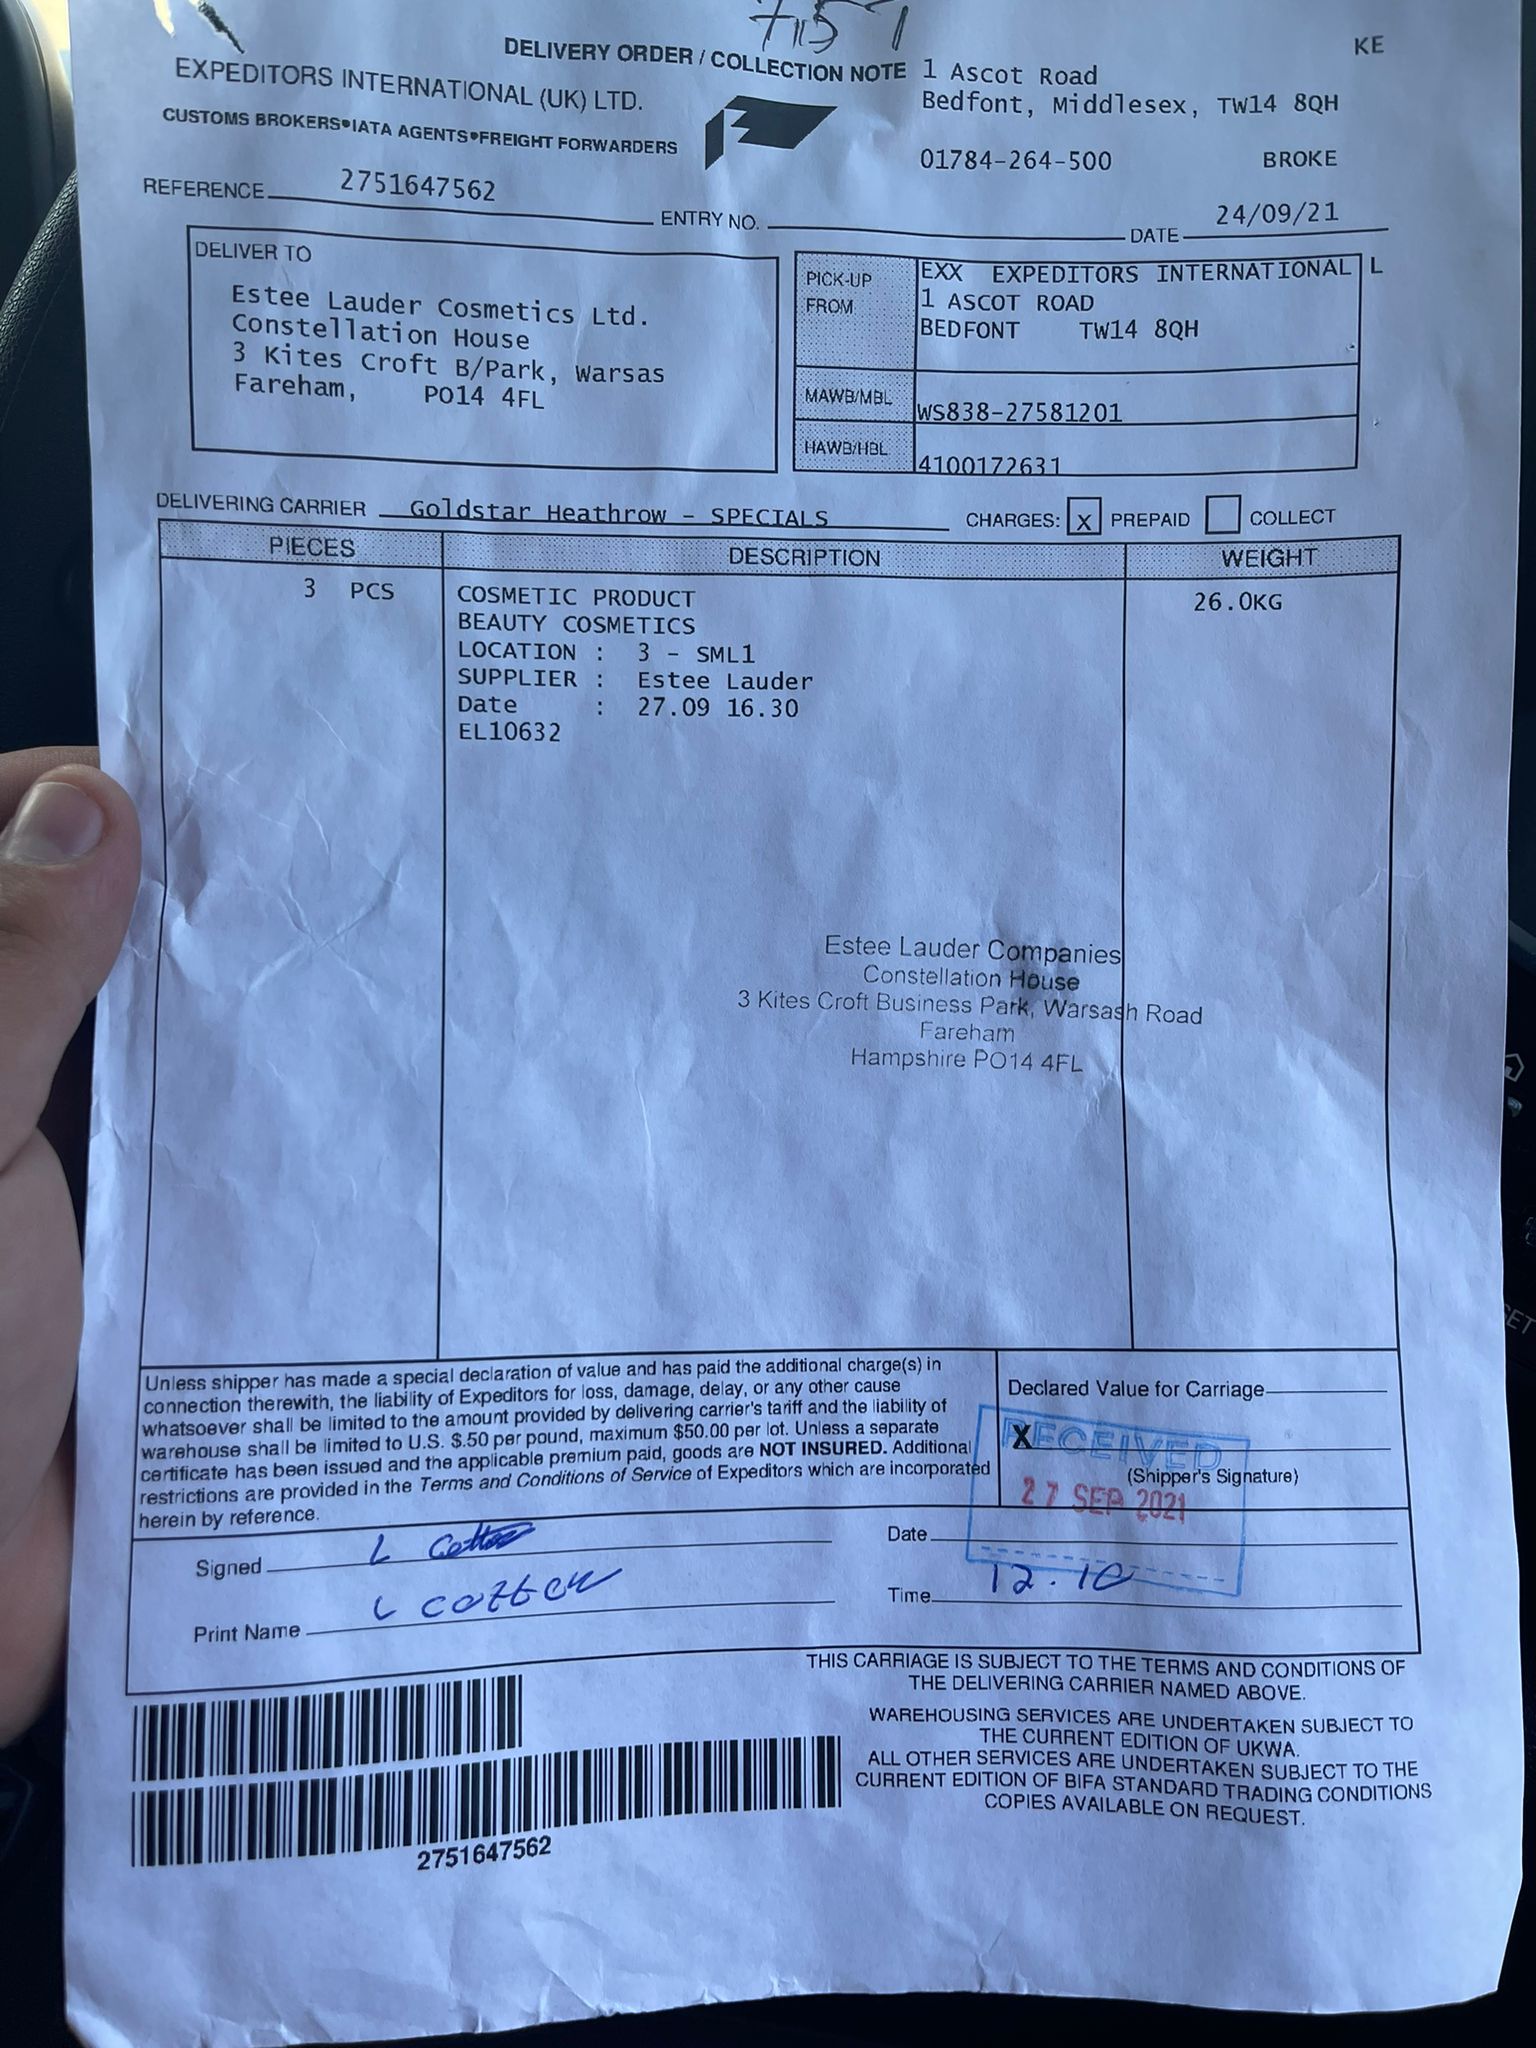 DELIVERY ORDER / COLLECTION NOTE
KE
EXPEDITORS INTERNATIONAL (UK) LTD.
CUSTOMS BROKERS•IATA AGENTS•FREIGHT FORWARDERS
1 Ascot Road
Bedfont, Middlesex, TW14 8QH
01784-264-500 BROKE
REFERENCE 2751647562 ENTRY NO. DATE 24/09/21
DELIVER TO
Estee Lauder Cosmetics Ltd.
Constellation House
3 Kites Croft B/Park, Warsas
Fareham, PO14 4FL
PICK-UP FROM
EXX EXPEDITORS INTERNATIONAL L
1 ASCOT ROAD
BEDFONT TW14 8QH
MAWB/MBL WS838-27581201
HAWB/HBL 4100172631
DELIVERING CARRIER Goldstar Heathrow - SPECIALS CHARGES: X PREPAID COLLECT
PIECES DESCRIPTION WEIGHT
3 PCS COSMETIC PRODUCT 26.0KG
BEAUTY COSMETICS
LOCATION : 3 - SML1
SUPPLIER : Estee Lauder
Date : 27.09 16.30
EL10632
Estee Lauder Companies
Constellation House
3 Kites Croft Business Park, Warsash Road
Fareham
Hampshire PO14 4FL
Unless shipper has made a special declaration of value and has paid the additional charge(s) in
connection therewith, the liability of Expeditors for loss, damage, delay, or any other cause
whatsoever shall be limited to the amount provided by delivering carrier's tariff and the liability of
warehouse shall be limited to U.S. $.50 per pound, maximum $50.00 per lot. Unless a separate
certificate has been issued and the applicable premium paid, goods are NOT INSURED. Additional
restrictions are provided in the Terms and Conditions of Service of Expeditors which are incorporated
herein by reference.
Declared Value for Carriage
X
RECEIVED
(Shipper's Signature)
27 SEP 2021
Signed L Cotten
Date
Print Name L COTTEN
Time 12.10
THIS CARRIAGE IS SUBJECT TO THE TERMS AND CONDITIONS OF
THE DELIVERING CARRIER NAMED ABOVE.
WAREHOUSING SERVICES ARE UNDERTAKEN SUBJECT TO
THE CURRENT EDITION OF UKWA.
ALL OTHER SERVICES ARE UNDERTAKEN SUBJECT TO THE
CURRENT EDITION OF BIFA STANDARD TRADING CONDITIONS
COPIES AVAILABLE ON REQUEST.
2751647562